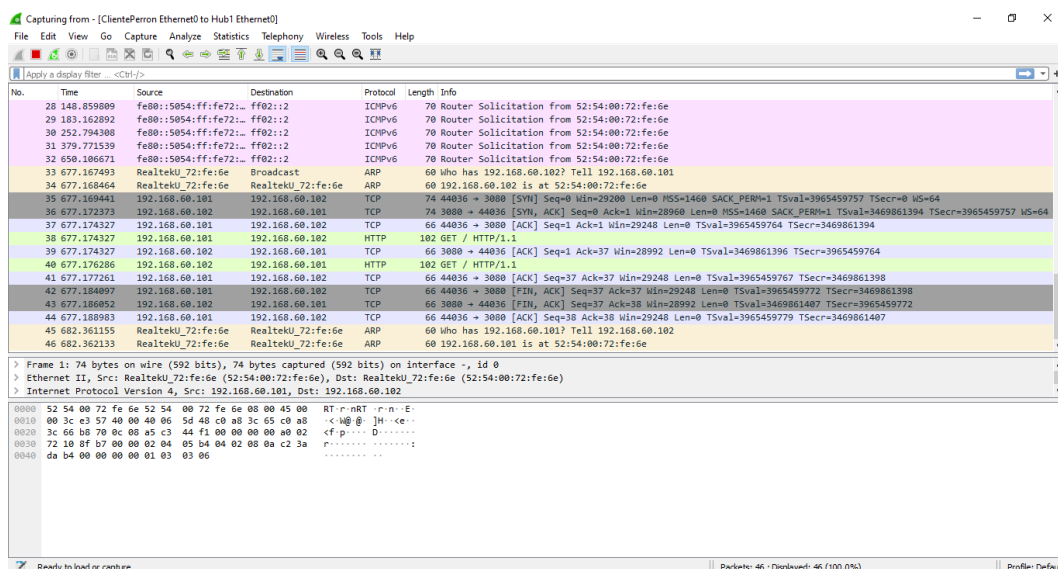 Capturing from - [ClientePerron Ethernet0 to Hub1 Ethernet0]
File Edit View Go Capture Analyze Statistics Telephony Wireless Tools Help
Apply a display filter ... <Ctrl-/>
No. Time Source Destination Protocol Length Info
28 148.859809 fe80::5054:ff:fe72:… ff02::2 ICMPv6 70 Router Solicitation from 52:54:00:72:fe:6e
29 183.162892 fe80::5054:ff:fe72:… ff02::2 ICMPv6 70 Router Solicitation from 52:54:00:72:fe:6e
30 252.794308 fe80::5054:ff:fe72:… ff02::2 ICMPv6 70 Router Solicitation from 52:54:00:72:fe:6e
31 379.771539 fe80::5054:ff:fe72:… ff02::2 ICMPv6 70 Router Solicitation from 52:54:00:72:fe:6e
32 650.106671 fe80::5054:ff:fe72:… ff02::2 ICMPv6 70 Router Solicitation from 52:54:00:72:fe:6e
33 677.167493 RealtekU_72:fe:6e Broadcast ARP 60 Who has 192.168.60.102? Tell 192.168.60.101
34 677.168464 RealtekU_72:fe:6e RealtekU_72:fe:6e ARP 60 192.168.60.102 is at 52:54:00:72:fe:6e
35 677.169441 192.168.60.101 192.168.60.102 TCP 74 44036 → 3080 [SYN] Seq=0 Win=29200 Len=0 MSS=1460 SACK_PERM=1 TSval=3965459757 TSecr=0 WS=64
36 677.172373 192.168.60.102 192.168.60.101 TCP 74 3080 → 44036 [SYN, ACK] Seq=0 Ack=1 Win=28960 Len=0 MSS=1460 SACK_PERM=1 TSval=3469861394 TSecr=3965459757 WS=64
37 677.174327 192.168.60.101 192.168.60.102 TCP 66 44036 → 3080 [ACK] Seq=1 Ack=1 Win=29248 Len=0 TSval=3965459764 TSecr=3469861394
38 677.174327 192.168.60.101 192.168.60.102 HTTP 102 GET / HTTP/1.1
39 677.174327 192.168.60.102 192.168.60.101 TCP 66 3080 → 44036 [ACK] Seq=1 Ack=37 Win=28992 Len=0 TSval=3469861396 TSecr=3965459764
40 677.176286 192.168.60.102 192.168.60.101 HTTP 102 GET / HTTP/1.1
41 677.177261 192.168.60.101 192.168.60.102 TCP 66 44036 → 3080 [ACK] Seq=37 Ack=37 Win=29248 Len=0 TSval=3965459767 TSecr=3469861398
42 677.184097 192.168.60.101 192.168.60.102 TCP 66 44036 → 3080 [FIN, ACK] Seq=37 Ack=37 Win=29248 Len=0 TSval=3965459772 TSecr=3469861398
43 677.186052 192.168.60.102 192.168.60.101 TCP 66 3080 → 44036 [FIN, ACK] Seq=37 Ack=38 Win=28992 Len=0 TSval=3469861407 TSecr=3965459772
44 677.188983 192.168.60.101 192.168.60.102 TCP 66 44036 → 3080 [ACK] Seq=38 Ack=38 Win=29248 Len=0 TSval=3965459779 TSecr=3469861407
45 682.361155 RealtekU_72:fe:6e RealtekU_72:fe:6e ARP 60 Who has 192.168.60.101? Tell 192.168.60.102
46 682.362133 RealtekU_72:fe:6e RealtekU_72:fe:6e ARP 60 192.168.60.101 is at 52:54:00:72:fe:6e
> Frame 1: 74 bytes on wire (592 bits), 74 bytes captured (592 bits) on interface -, id 0
> Ethernet II, Src: RealtekU_72:fe:6e (52:54:00:72:fe:6e), Dst: RealtekU_72:fe:6e (52:54:00:72:fe:6e)
> Internet Protocol Version 4, Src: 192.168.60.101, Dst: 192.168.60.102
0000 52 54 00 72 fe 6e 52 54 00 72 fe 6e 08 00 45 00 RT·r·nRT ·r·n··E·
0010 00 3c e3 57 40 00 40 06 5d 48 c0 a8 3c 65 c0 a8 ·<·W@·@· ]H··<e··
0020 3c 66 b8 70 0c 08 a5 c3 44 f1 00 00 00 00 a0 02 <f·p···· D·······
0030 72 10 8f b7 00 00 02 04 05 b4 04 02 08 0a c2 3a r······· ·······:
0040 da b4 00 00 00 00 01 03 03 06 ········ ··
Ready to load or capture Packets: 46 · Displayed: 46 (100.0%) Profile: Defau